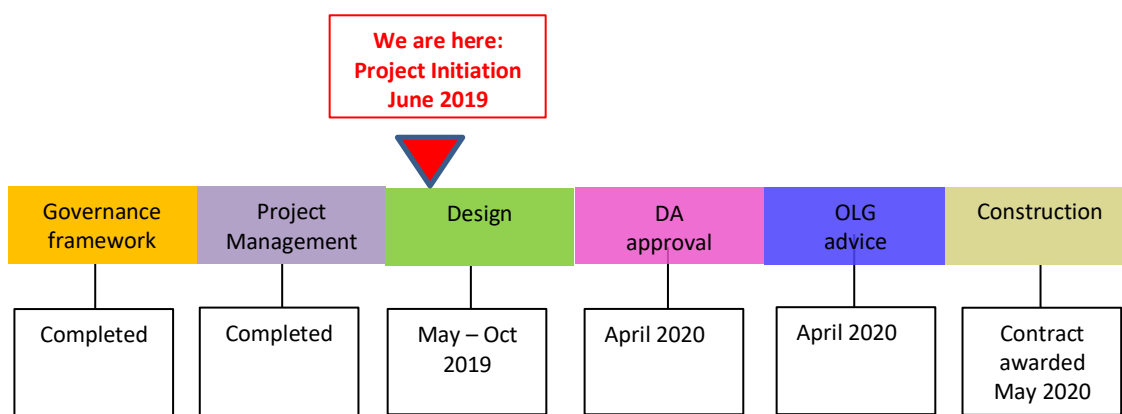 We are here:
Project Initiation
June 2019
Governance
framework
Project
Management
Design
DA
approval
OLG
advice
Construction
Completed
Completed
May – Oct
2019
April 2020
April 2020
Contract
awarded
May 2020